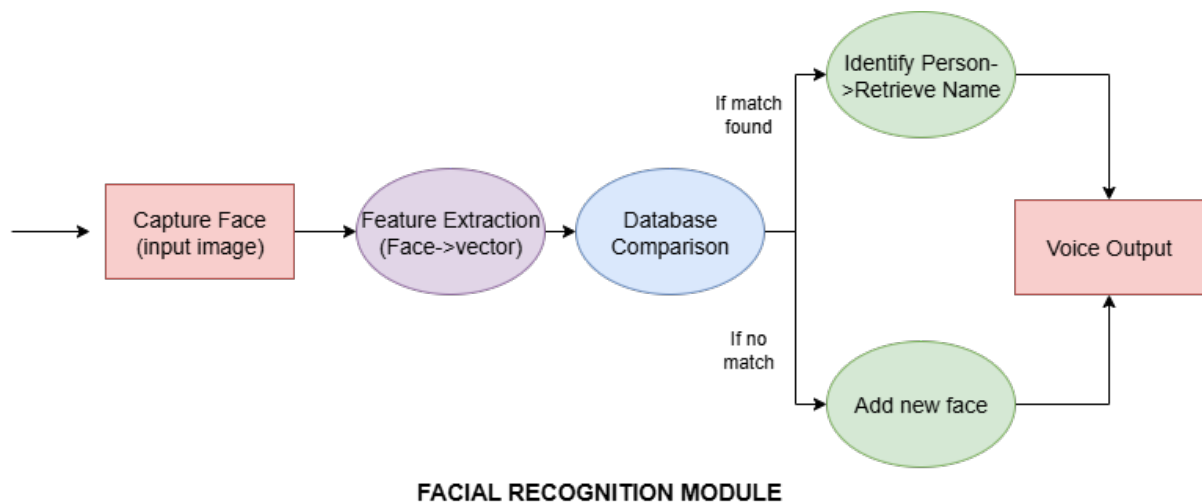 Capture Face
(input image)
Feature Extraction
(Face->vector)
Database
Comparison
If match
found
Identify Person-
>Retrieve Name
If no
match
Add new face
Voice Output
FACIAL RECOGNITION MODULE